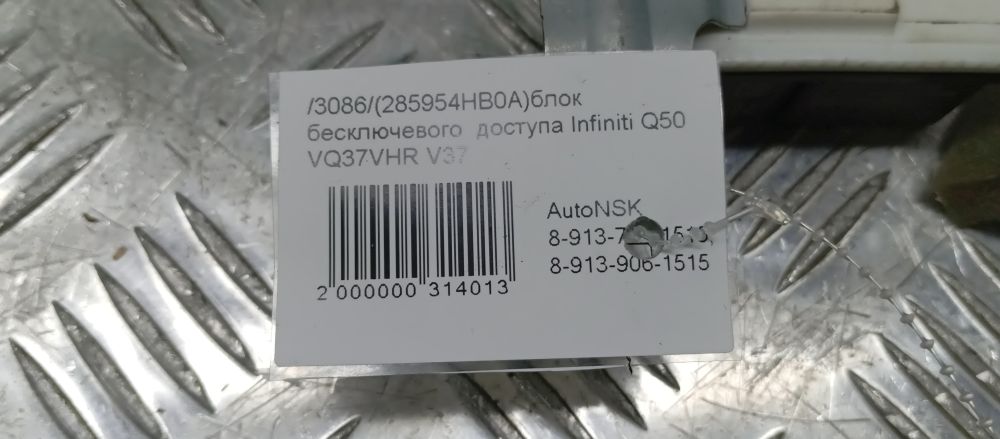 /3086/(285954HB0A)блок
бесключевого доступа Infiniti Q50
VQ37VHR V37
AutoNSK
8-913-906-1515
2 000000 314013